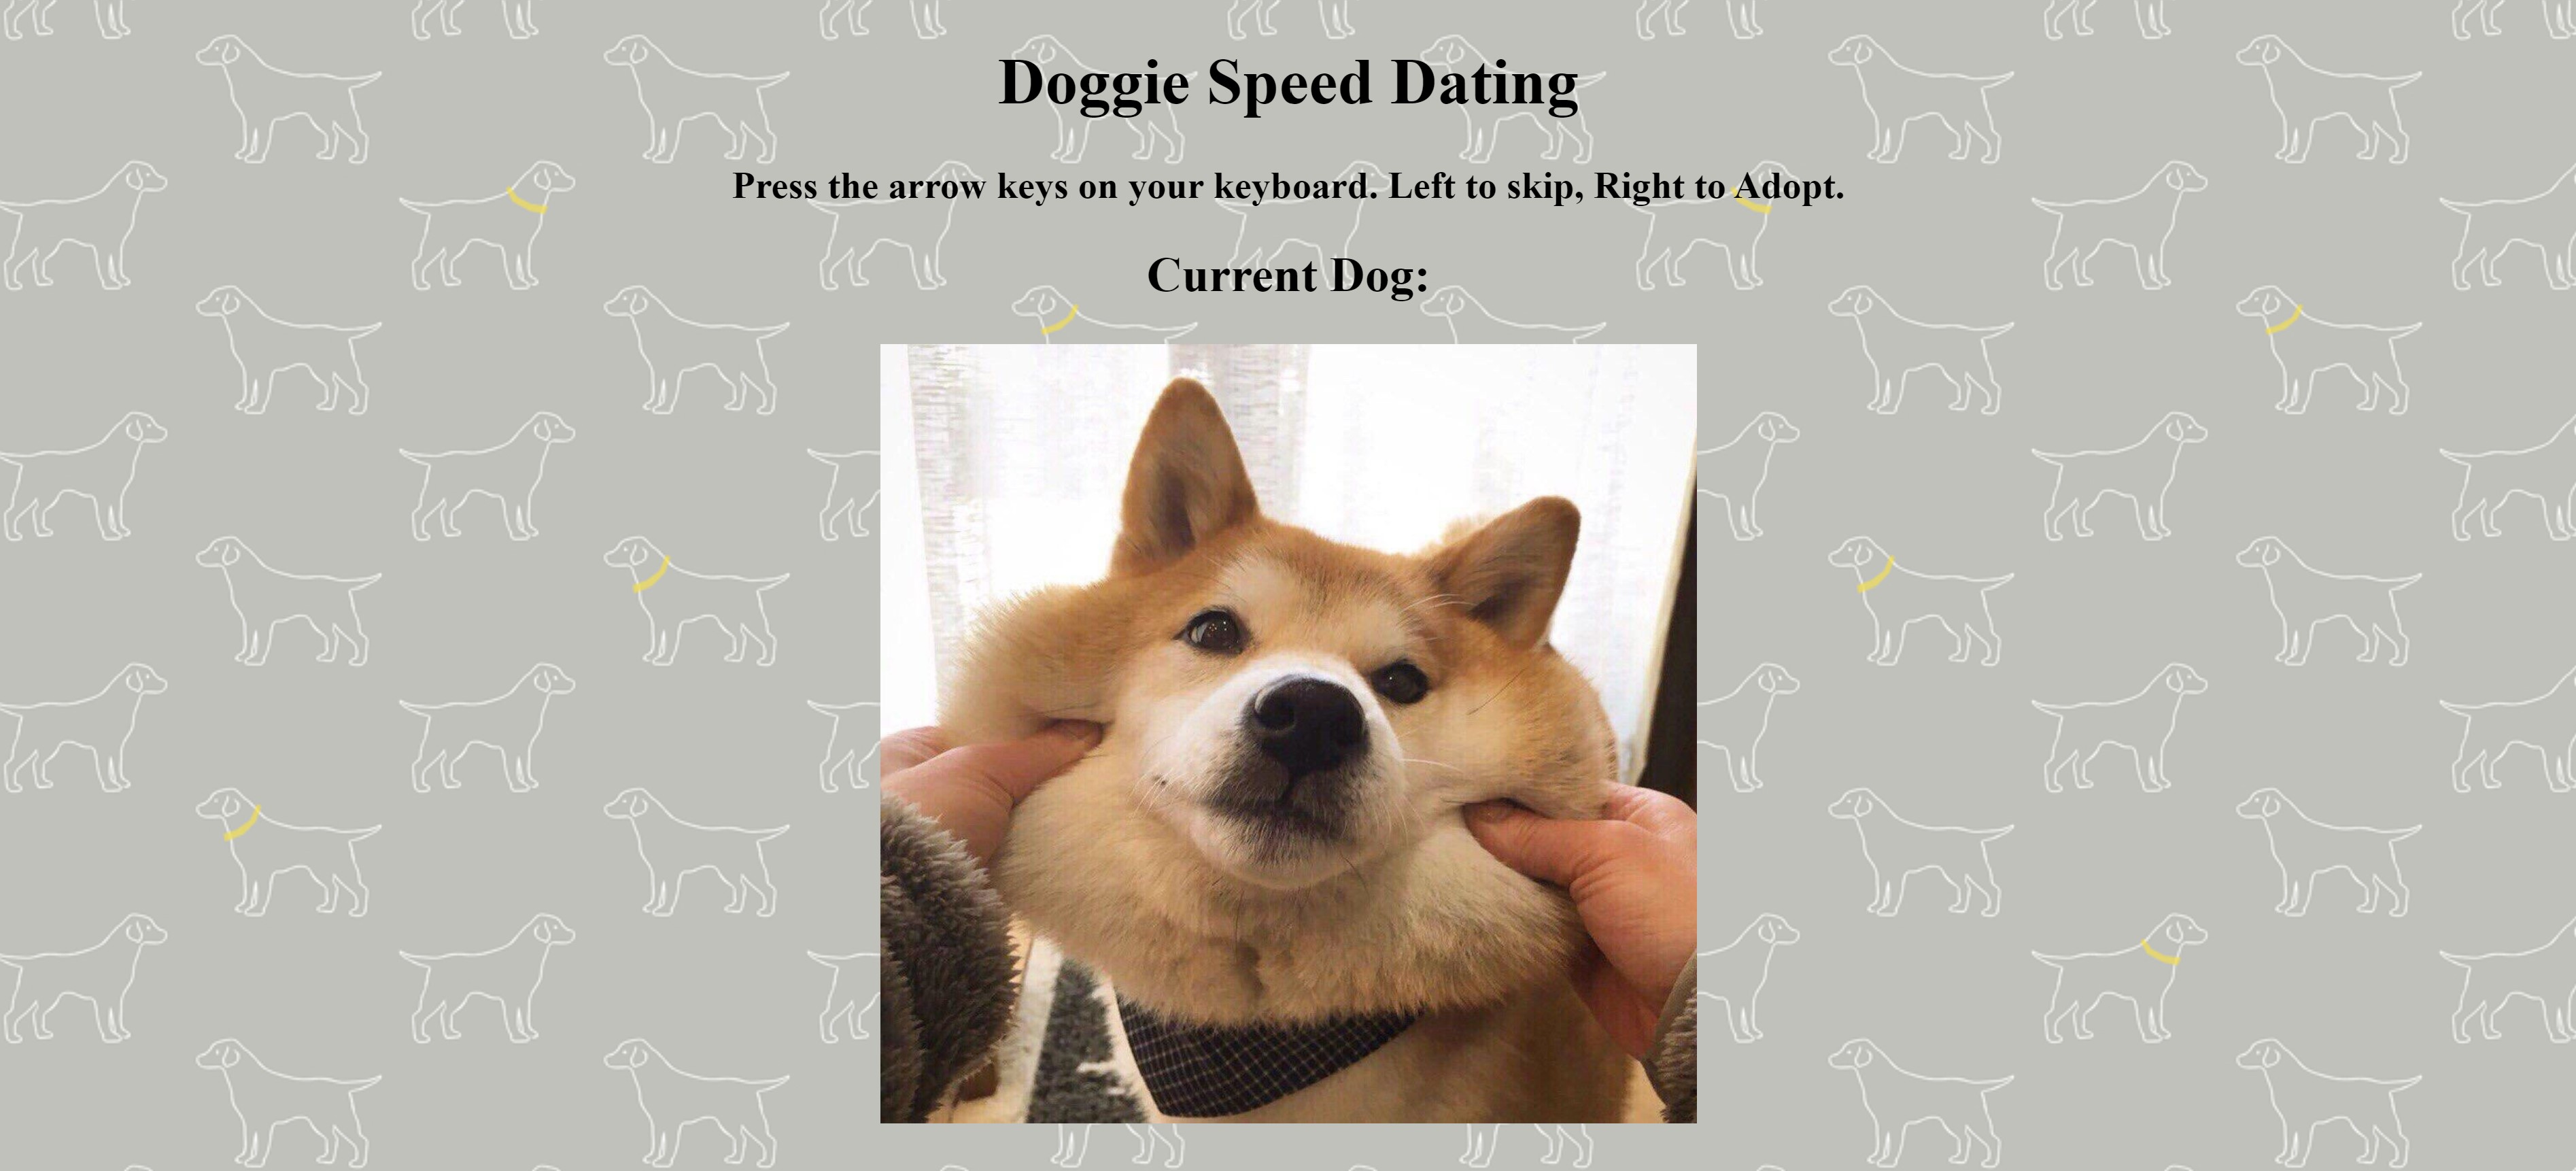 Doggie Speed Dating
Press the arrow keys on your keyboard. Left to skip, Right to Adopt.
Current Dog: